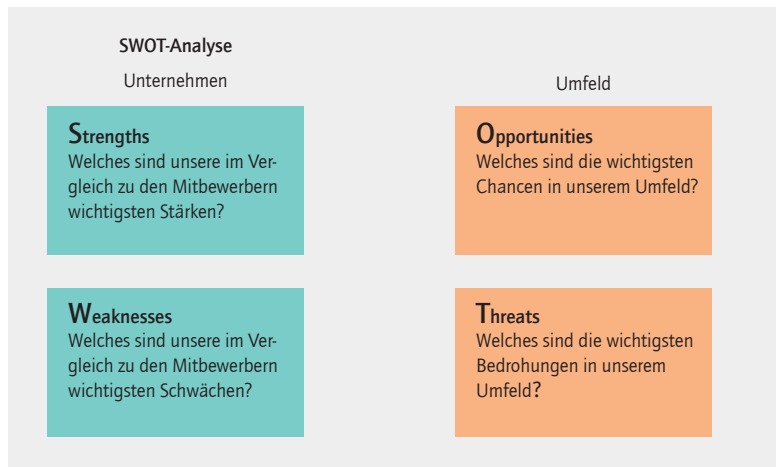 SWOT-Analyse
Unternehmen
Umfeld
Strengths
Welches sind unsere im Ver-
gleich zu den Mitbewerbern
wichtigsten Stärken?
Opportunities
Welches sind die wichtigsten
Chancen in unserem Umfeld?
Weaknesses
Welches sind unsere im Ver-
gleich zu den Mitbewerbern
wichtigsten Schwächen?
Threats
Welches sind die wichtigsten
Bedrohungen in unserem
Umfeld?